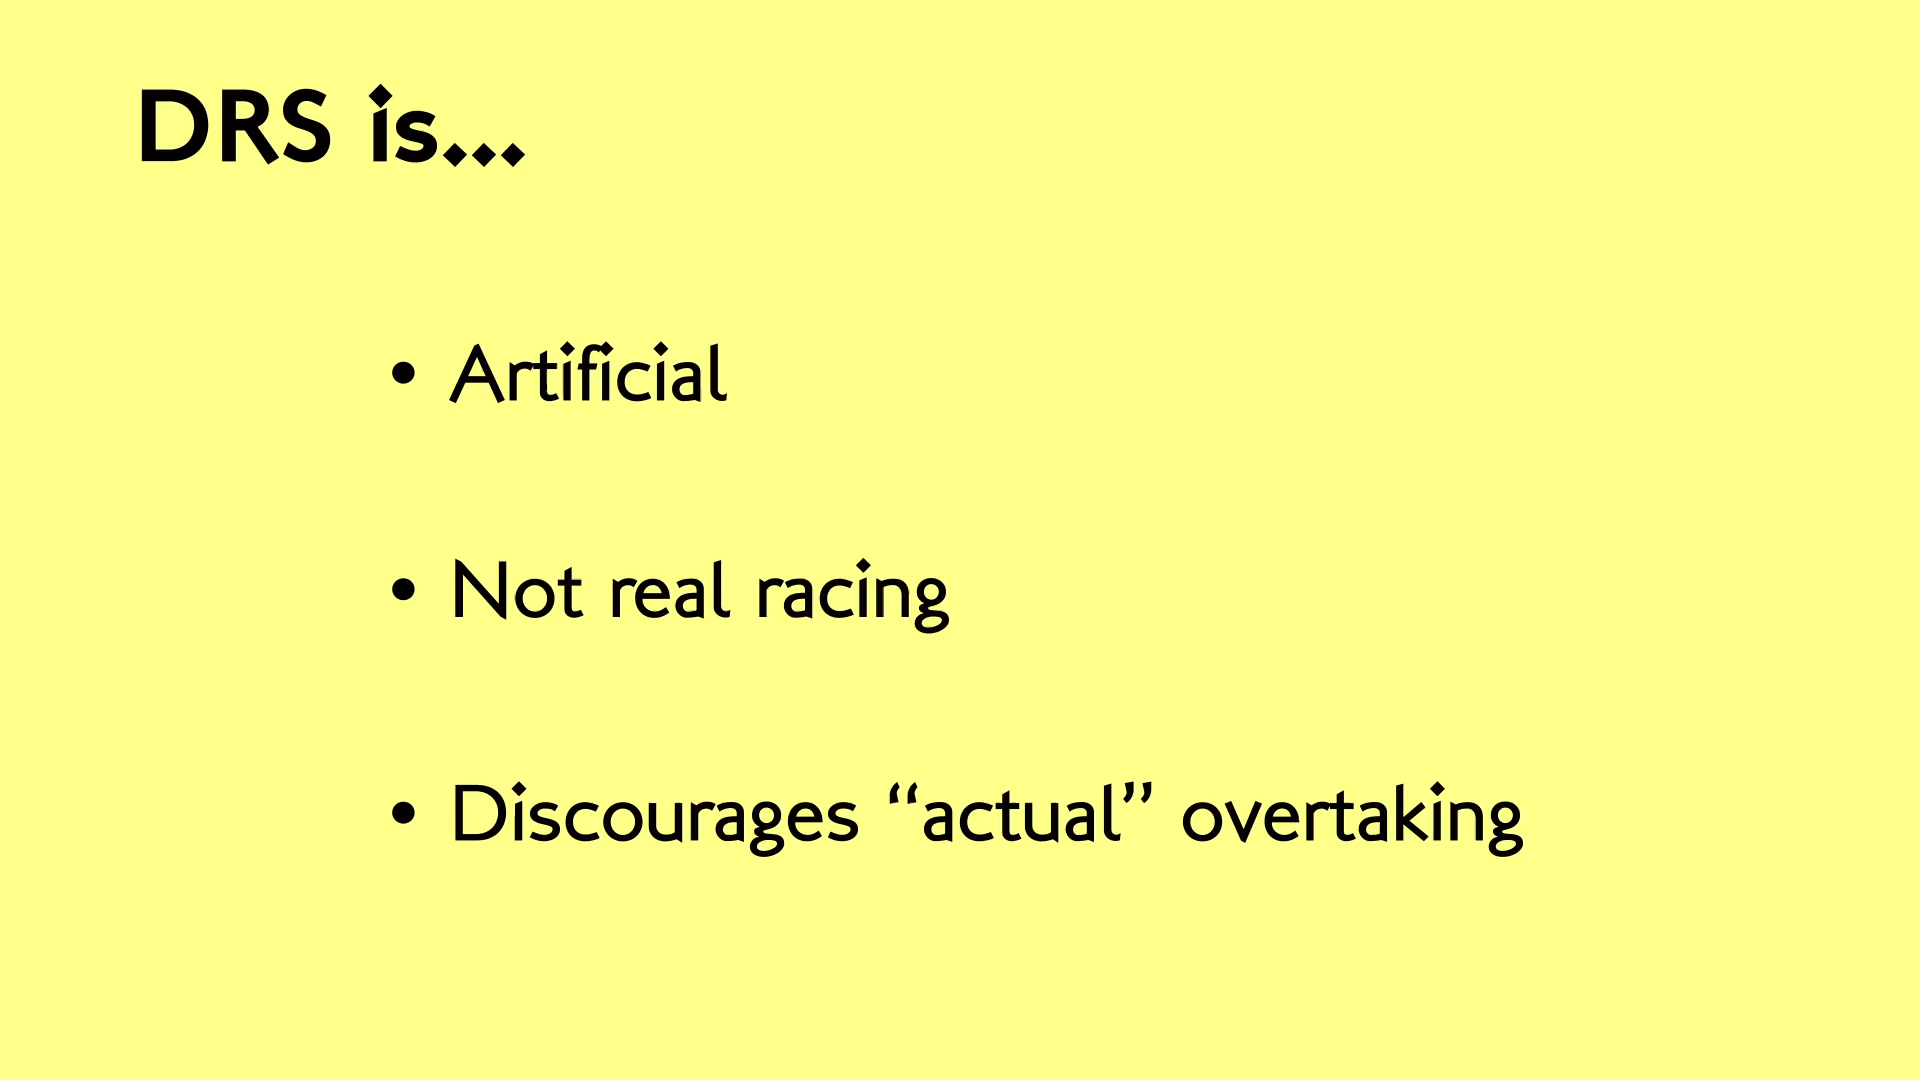 DRS is...
• Artificial
• Not real racing
• Discourages “actual” overtaking